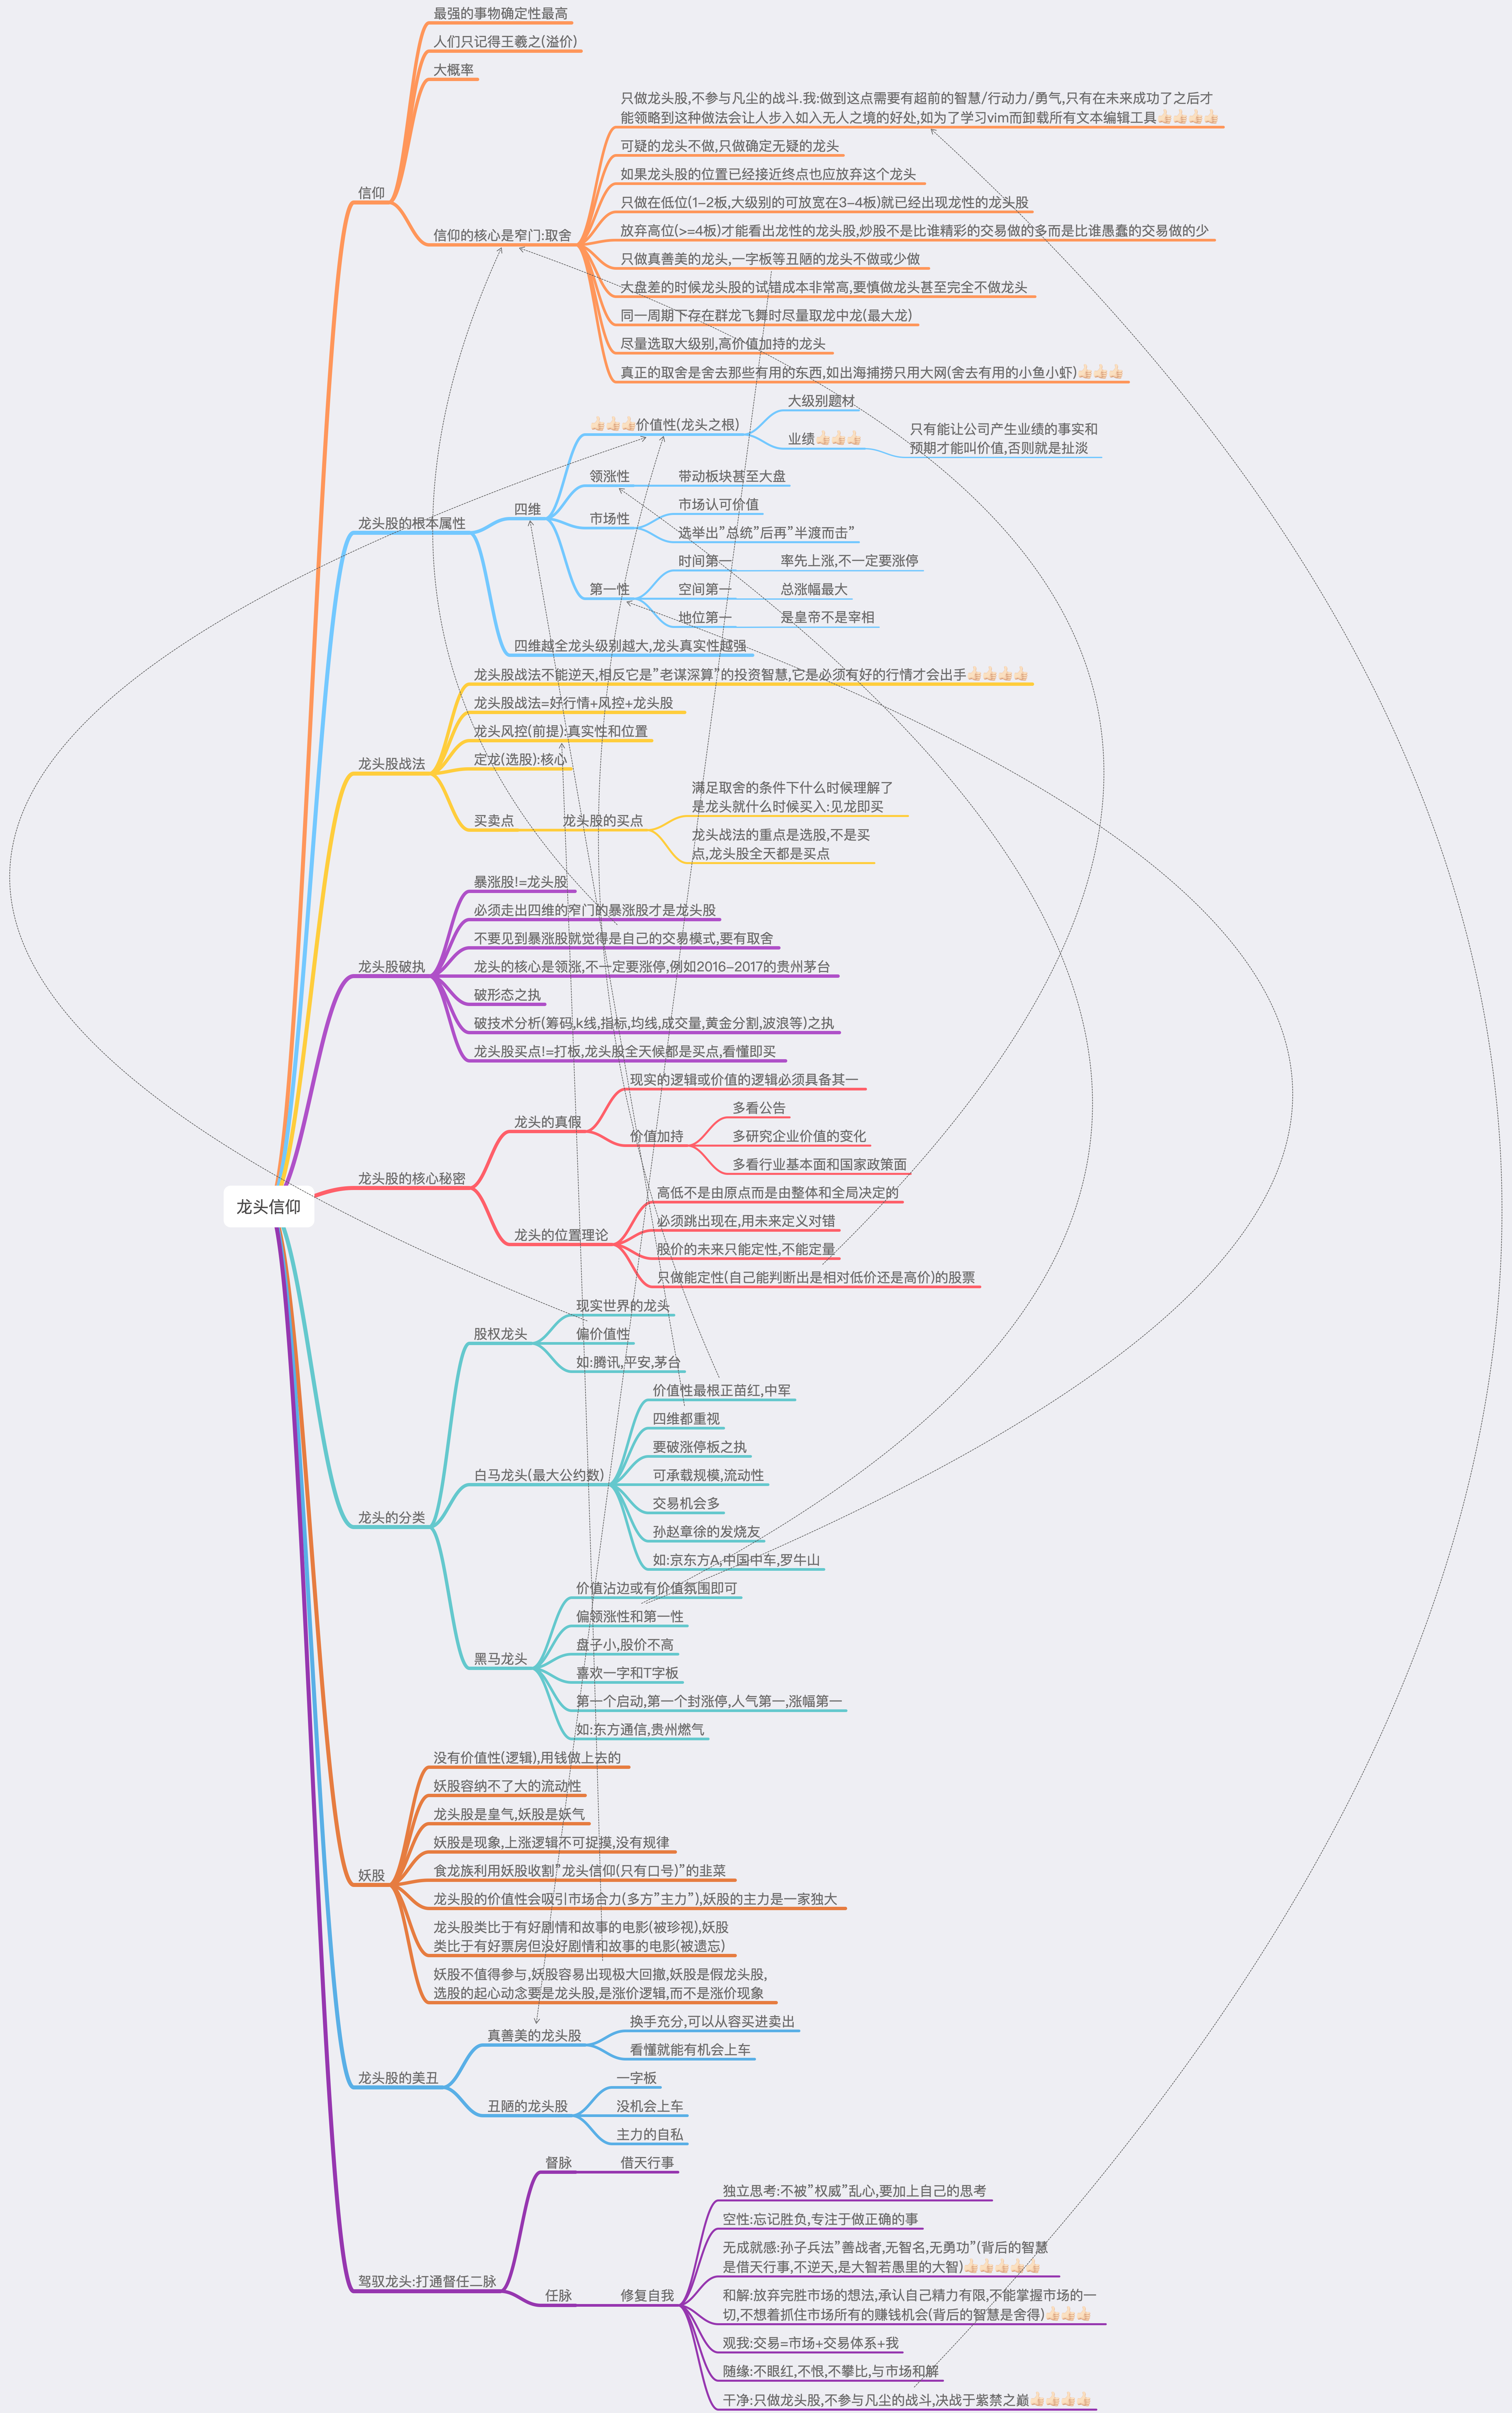 最强的事物确定性最高
人们只记得王羲之(溢价)
大概率
只做龙头股,不参与凡尘的战斗.我:做到这点需要有超前的智慧/行动力/勇气,只有在未来成功了之后才
能领略到这种做法会让人步入如入无人之境的好处,如为了学习vim而卸载所有文本编辑工具👍🏻👍🏻👍🏻👍🏻
可疑的龙头不做,只做确定无疑的龙头
如果龙头股的位置已经接近终点也应放弃这个龙头
信仰
只做在低位(1-2板,大级别的可放宽在3-4板)就已经出现龙性的龙头股
信仰的核心是窄门:取舍
放弃高位(>=4板)才能看出龙性的龙头股,炒股不是比谁精彩的交易做的多而是比谁愚蠢的交易做的少
只做真善美的龙头,一字板等丑陋的龙头不做或少做
大盘差的时候龙头股的试错成本非常高,要慎做龙头甚至完全不做龙头
同一周期下存在群龙飞舞时尽量取龙中龙(最大龙)
尽量选取大级别,高价值加持的龙头
真正的取舍是舍去那些有用的东西,如出海捕捞只用大网(舍去有用的小鱼小虾)👍🏻👍🏻👍🏻
大级别题材
👍🏻👍🏻👍🏻价值性(龙头之根)
业绩👍🏻👍🏻👍🏻
只有能让公司产生业绩的事实和
预期才能叫价值,否则就是扯淡
领涨性
带动板块甚至大盘
四维
市场性
市场认可价值
选举出”总统”后再”半渡而击”
龙头股的根本属性
时间第一
率先上涨,不一定要涨停
第一性
空间第一
总涨幅最大
地位第一
是皇帝不是宰相
四维越全龙头级别越大,龙头真实性越强
龙头股战法不能逆天,相反它是”老谋深算”的投资智慧,它是必须有好的行情才会出手👍🏻👍🏻👍🏻👍🏻
龙头股战法=好行情+风控+龙头股
龙头风控(前提):真实性和位置
龙头股战法
定龙(选股):核心
买卖点
龙头股的买点
满足取舍的条件下什么时候理解了
是龙头就什么时候买入:见龙即买
龙头战法的重点是选股,不是买
点,龙头股全天都是买点
暴涨股!=龙头股
必须走出四维的窄门的暴涨股才是龙头股
不要见到暴涨股就觉得是自己的交易模式,要有取舍
龙头股破执
龙头的核心是领涨,不一定要涨停,例如2016-2017的贵州茅台
破形态之执
破技术分析(筹码,k线,指标,均线,成交量,黄金分割,波浪等)之执
龙头股买点!=打板,龙头股全天候都是买点,看懂即买
现实的逻辑或价值的逻辑必须具备其一
龙头的真假
价值加持
多看公告
多研究企业价值的变化
多看行业基本面和国家政策面
龙头股的核心秘密
高低不是由原点而是由整体和全局决定的
龙头的位置理论
必须跳出现在,用未来定义对错
股价的未来只能定性,不能定量
只做能定性(自己能判断出是相对低价还是高价)的股票
龙头信仰
现实世界的龙头
股权龙头
偏价值性
如:腾讯,平安,茅台
价值性最根正苗红,中军
四维都重视
要破涨停板之执
白马龙头(最大公约数)
可承载规模,流动性
交易机会多
孙赵章徐的发烧友
如:京东方A,中国中车,罗牛山
龙头的分类
价值沾边或有价值氛围即可
偏领涨性和第一性
盘子小,股价不高
黑马龙头
喜欢一字和T字板
第一个启动,第一个封涨停,人气第一,涨幅第一
如:东方通信,贵州燃气
没有价值性(逻辑),用钱做上去的
妖股容纳不了大的流动性
龙头股是皇气,妖股是妖气
妖股是现象,上涨逻辑不可捉摸,没有规律
妖股
食龙族利用妖股收割”龙头信仰(只有口号)”的韭菜
龙头股的价值性会吸引市场合力(多方”主力”),妖股的主力是一家独大
龙头股类比于有好剧情和故事的电影(被珍视),妖股
类比于有好票房但没好剧情和故事的电影(被遗忘)
妖股不值得参与,妖股容易出现极大回撤,妖股是假龙头股,
选股的起心动念要是龙头股,是涨价逻辑,而不是涨价现象
真善美的龙头股
换手充分,可以从容买进卖出
看懂就能有机会上车
龙头股的美丑
一字板
丑陋的龙头股
没机会上车
主力的自私
督脉
借天行事
驾驭龙头:打通督任二脉
任脉
修复自我
独立思考:不被”权威”乱心,要加上自己的思考
空性:忘记胜负,专注于做正确的事
无成就感:孙子兵法”善战者,无智名,无勇功”(背后的智慧
是借天行事,不逆天,是大智若愚里的大智)👍🏻👍🏻👍🏻👍🏻👍🏻
和解:放弃完胜市场的想法,承认自己精力有限,不能掌握市场的一
切,不想着抓住市场所有的赚钱机会(背后的智慧是舍得)👍🏻👍🏻👍🏻
观我:交易=市场+交易体系+我
随缘:不眼红,不恨,不攀比,与市场和解
干净:只做龙头股,不参与凡尘的战斗,决战于紫禁之巅👍🏻👍🏻👍🏻👍🏻